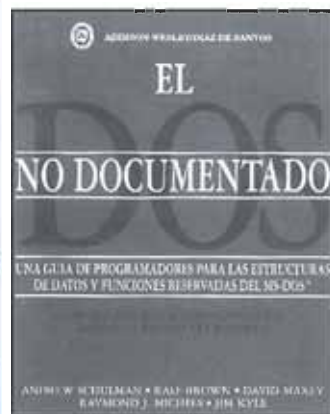 ADDISON-WESLEY/DIAZ DE SANTOS
EL
DOS
NO DOCUMENTADO
UNA GUIA DE PROGRAMADORES PARA LAS ESTRUCTURAS
DE DATOS Y FUNCIONES RESERVADAS DEL MS-DOS®
ANDREW SCHULMAN • RALF BROWN • DAVID MAXEY
RAYMOND J. MICHELS • JIM KYLE